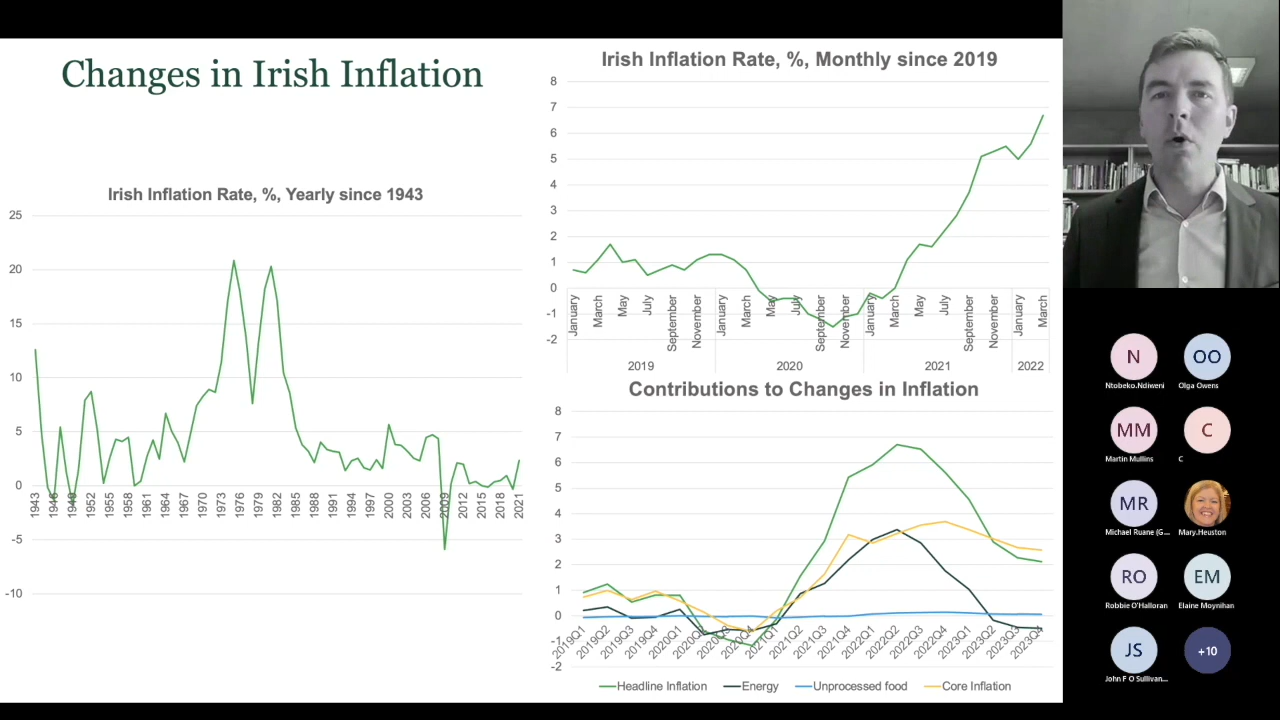 Changes in Irish Inflation
Irish Inflation Rate, %, Yearly since 1943
25
20
15
10
5
0
-5
-10
1943
1946
1949
1952
1955
1958
1961
1964
1967
1970
1973
1976
1979
1982
1985
1988
1991
1994
1997
2000
2003
2006
2009
2012
2015
2018
2021
Irish Inflation Rate, %, Monthly since 2019
8
7
6
5
4
3
2
1
0
-1
-2
January
March
May
July
September
November
January
March
May
July
September
November
January
March
May
July
September
November
January
March
2019
2020
2021
2022
Contributions to Changes in Inflation
8
7
6
5
4
3
2
1
0
-1
-2
2019Q1
2019Q2
2019Q3
2019Q4
2020Q1
2020Q2
2020Q3
2020Q4
2021Q1
2021Q2
2021Q3
2021Q4
2022Q1
2022Q2
2022Q3
2022Q4
2023Q1
2023Q2
2023Q3
2023Q4
Headline Inflation
Energy
Unprocessed food
Core Inflation
N
OO
Ntobeko.Ndiweni
Olga Owens
MM
C
Martin Mullins
C
MR
Michael Ruane (G...
Mary.Heuston
RO
EM
Robbie O'Halloran
Elaine Moynihan
JS
+10
John F O Sullivan...